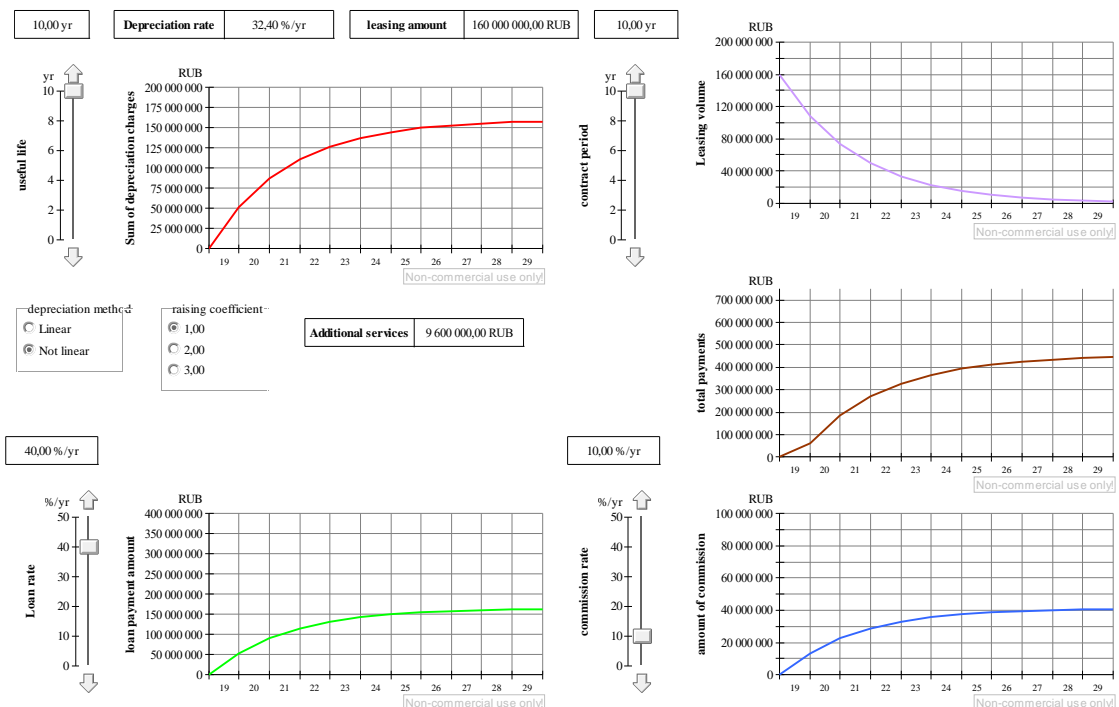 10,00 yr
Depreciation rate 32,40 %/yr
leasing amount 160 000 000,00 RUB
10,00 yr
yr
10
8
6
4
2
0
useful life
RUB
200 000 000
175 000 000
150 000 000
125 000 000
100 000 000
75 000 000
50 000 000
25 000 000
0
Sum of depreciation charges
19 20 21 22 23 24 25 26 27 28 29
Non-commercial use only!
yr
10
8
6
4
2
0
contract period
RUB
200 000 000
160 000 000
120 000 000
80 000 000
40 000 000
0
Leasing volume
19 20 21 22 23 24 25 26 27 28 29
Non-commercial use only!
depreciation method
Linear
Not linear
raising coefficient
1,00
2,00
3,00
Additional services 9 600 000,00 RUB
RUB
700 000 000
600 000 000
500 000 000
400 000 000
300 000 000
200 000 000
100 000 000
0
total payments
19 20 21 22 23 24 25 26 27 28 29
Non-commercial use only!
40,00 %/yr
%/yr
50
40
30
20
10
0
Loan rate
RUB
400 000 000
350 000 000
300 000 000
250 000 000
200 000 000
150 000 000
100 000 000
50 000 000
0
loan payment amount
19 20 21 22 23 24 25 26 27 28 29
Non-commercial use only!
10,00 %/yr
%/yr
50
40
30
20
10
0
commission rate
RUB
100 000 000
80 000 000
60 000 000
40 000 000
20 000 000
0
amount of commission
19 20 21 22 23 24 25 26 27 28 29
Non-commercial use only!